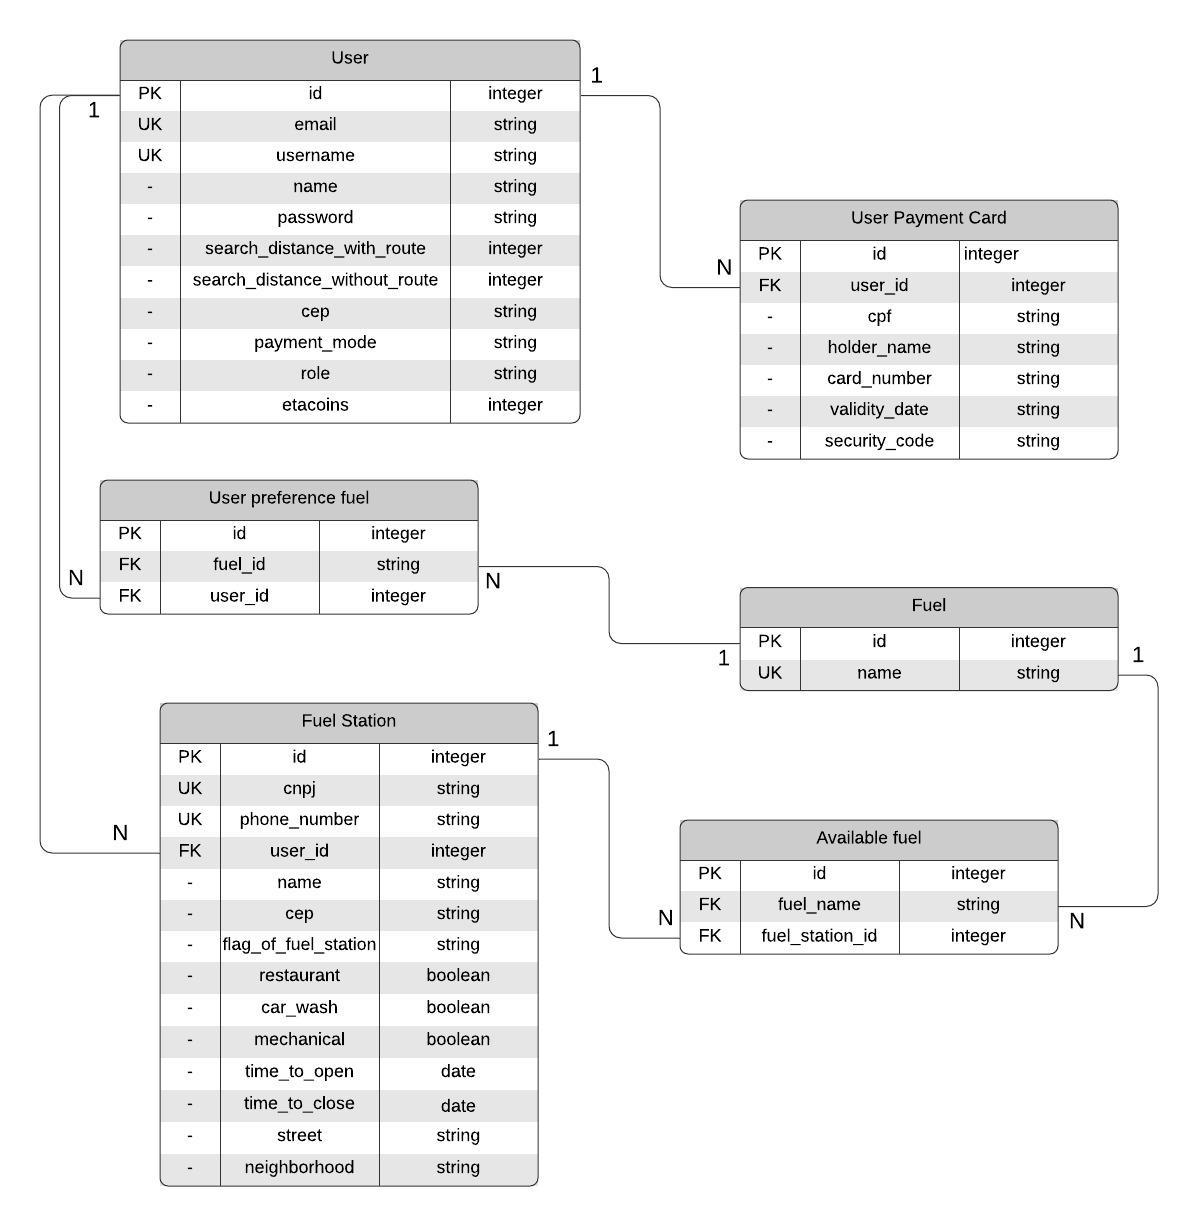 User
PK id integer
UK email string
UK username string
- name string
- password string
- search_distance_with_route integer
- search_distance_without_route integer
- cep string
- payment_mode string
- role string
- etacoins integer
1
1
User Payment Card
PK id integer
FK user_id integer
- cpf string
- holder_name string
- card_number string
- validity_date string
- security_code string
N
User preference fuel
PK id integer
FK fuel_id string
FK user_id integer
N
N
Fuel
PK id integer
UK name string
1
1
Fuel Station
PK id integer
UK cnpj string
UK phone_number string
FK user_id integer
- name string
- cep string
- flag_of_fuel_station string
- restaurant boolean
- car_wash boolean
- mechanical boolean
- time_to_open date
- time_to_close date
- street string
- neighborhood string
1
N
Available fuel
PK id integer
FK fuel_name string
FK fuel_station_id integer
N
N